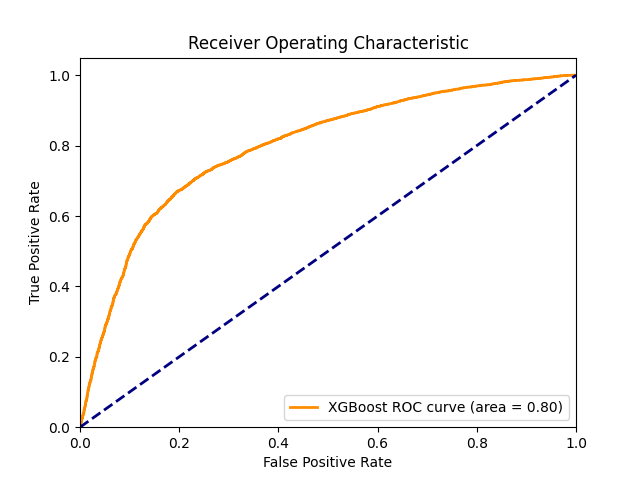 Receiver Operating Characteristic
1.0
0.8
0.6
0.4
0.2
0.0
True Positive Rate
XGBoost ROC curve (area = 0.80)
0.0 0.2 0.4 0.6 0.8 1.0
False Positive Rate